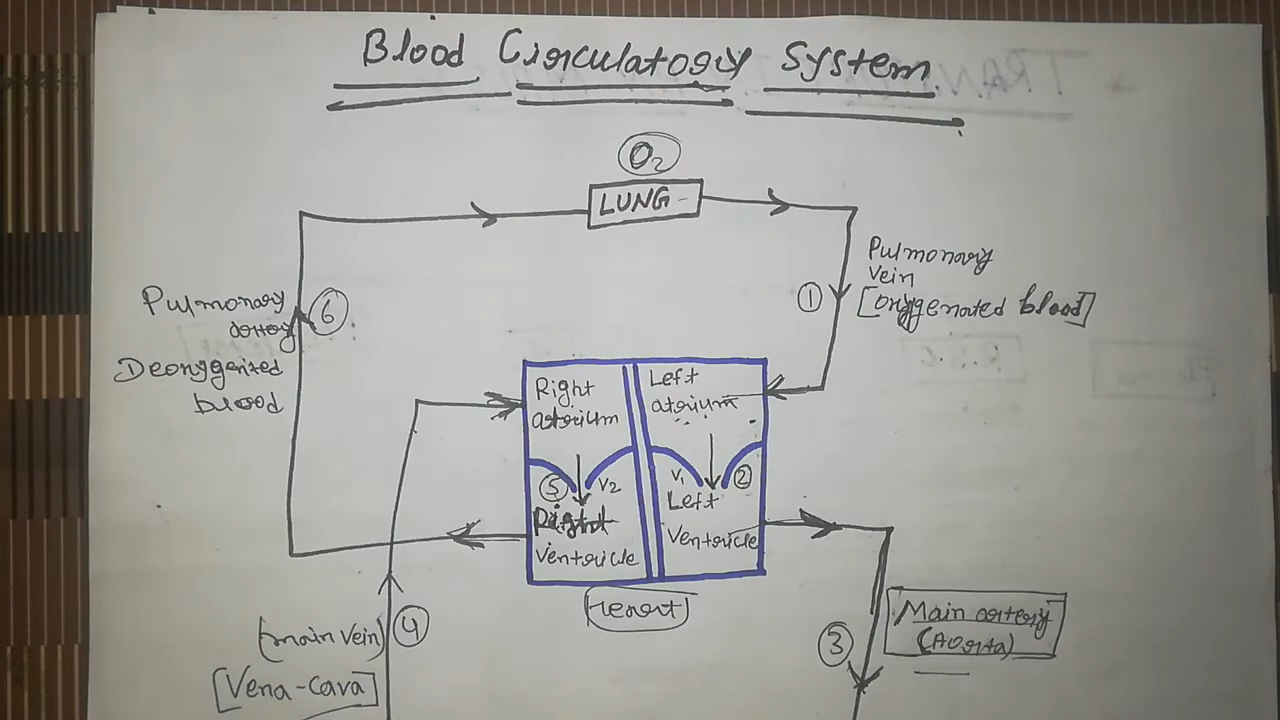 Blood Circulatory System
O2
LUNG
Pulmonary
vein
[oxygenated blood]
1
Pulmonary
artery
Deoxygenated
blood
6
Right
atrium
Left
atrium
5
V2
V1
2
Right
ventricle
Left
Ventricle
Heart
(main vein)
4
[Vena-cava]
3
Main artery
(Aorta)